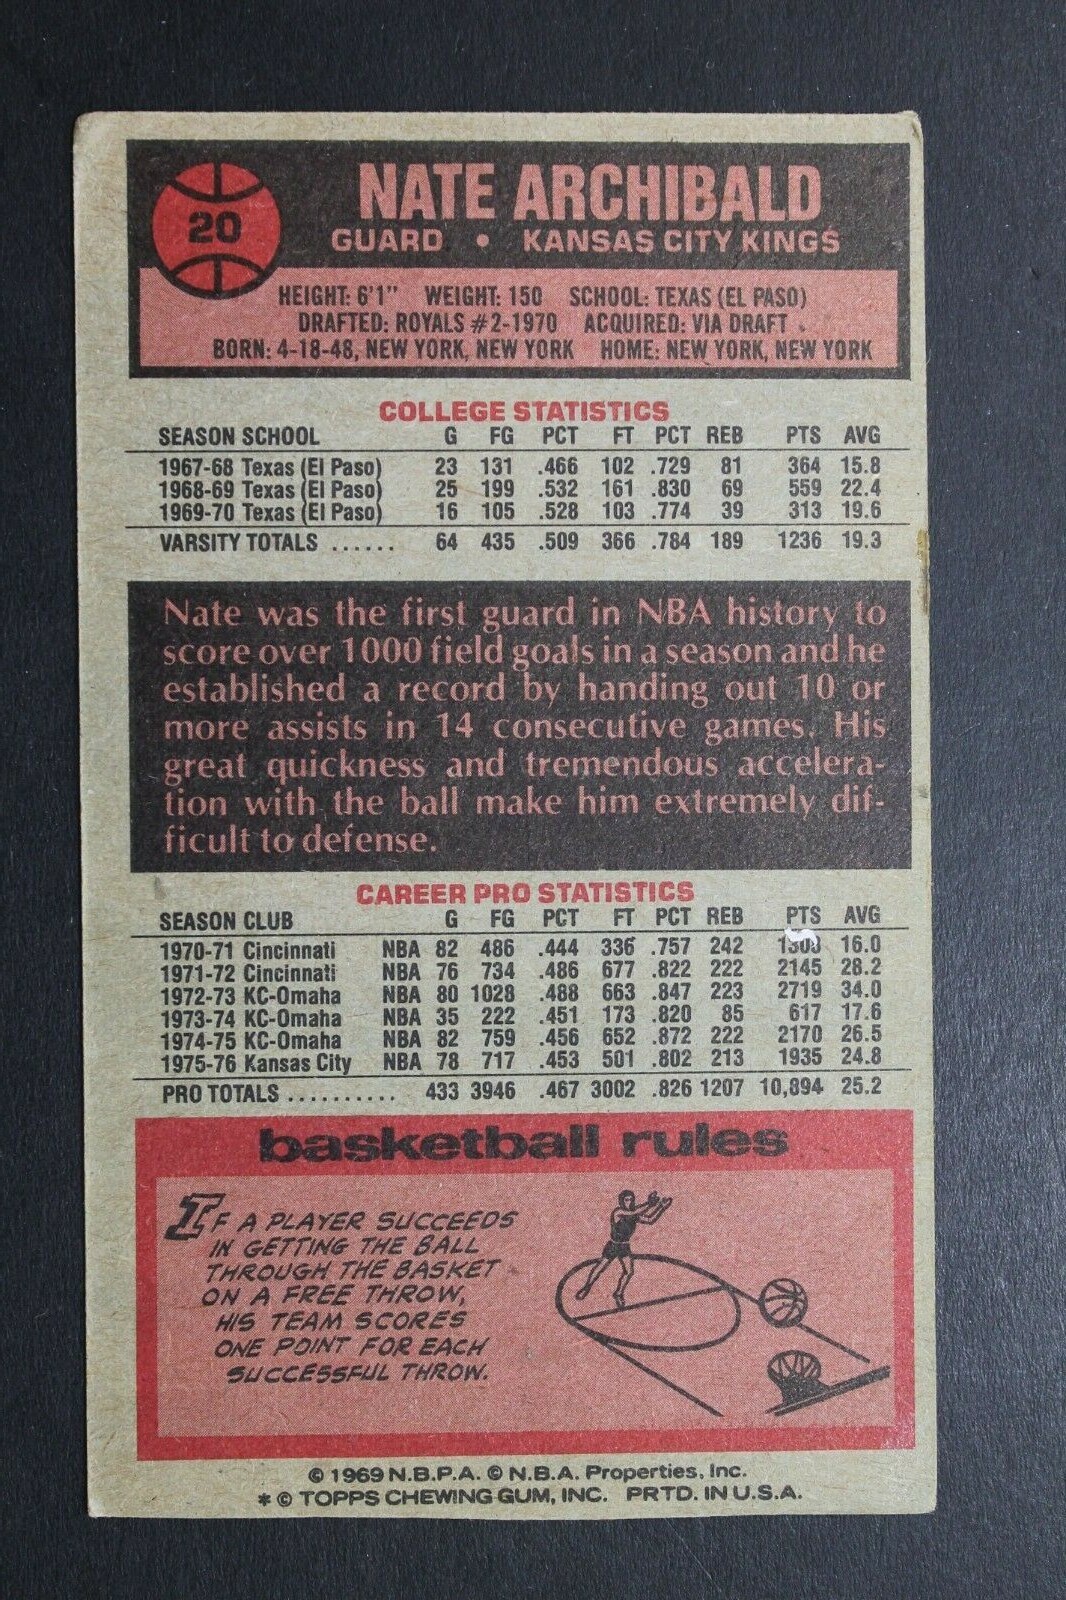 20
NATE ARCHIBALD
GUARD • KANSAS CITY KINGS
HEIGHT: 6'1" WEIGHT: 150 SCHOOL: TEXAS (EL PASO)
DRAFTED: ROYALS #2-1970 ACQUIRED: VIA DRAFT
BORN: 4-18-48, NEW YORK, NEW YORK HOME: NEW YORK, NEW YORK
COLLEGE STATISTICS
SEASON SCHOOL G FG PCT FT PCT REB PTS AVG
1967-68 Texas (El Paso) 23 131 .466 102 .729 81 364 15.8
1968-69 Texas (El Paso) 25 199 .532 161 .830 69 559 22.4
1969-70 Texas (El Paso) 16 105 .528 103 .774 39 313 19.6
VARSITY TOTALS ...... 64 435 .509 366 .784 189 1236 19.3
Nate was the first guard in NBA history to
score over 1000 field goals in a season and he
established a record by handing out 10 or
more assists in 14 consecutive games. His
great quickness and tremendous accelera-
tion with the ball make him extremely dif-
ficult to defense.
CAREER PRO STATISTICS
SEASON CLUB G FG PCT FT PCT REB PTS AVG
1970-71 Cincinnati NBA 82 486 .444 336 .757 242 16.0
1971-72 Cincinnati NBA 76 734 .486 677 .822 222 2145 28.2
1972-73 KC-Omaha NBA 80 1028 .488 663 .847 223 2719 34.0
1973-74 KC-Omaha NBA 35 222 .451 173 .820 85 617 17.6
1974-75 KC-Omaha NBA 82 759 .456 652 .872 222 2170 26.5
1975-76 Kansas City NBA 78 717 .453 501 .802 213 1935 24.8
PRO TOTALS .......... 433 3946 .467 3002 .826 1207 10,894 25.2
basketball rules
IF A PLAYER SUCCEEDS
IN GETTING THE BALL
THROUGH THE BASKET
ON A FREE THROW,
HIS TEAM SCORES
ONE POINT FOR EACH
SUCCESSFUL THROW.
© 1969 N.B.P.A. © N.B.A. Properties, Inc.
* © TOPPS CHEWING GUM, INC. PRTD. IN U.S.A.